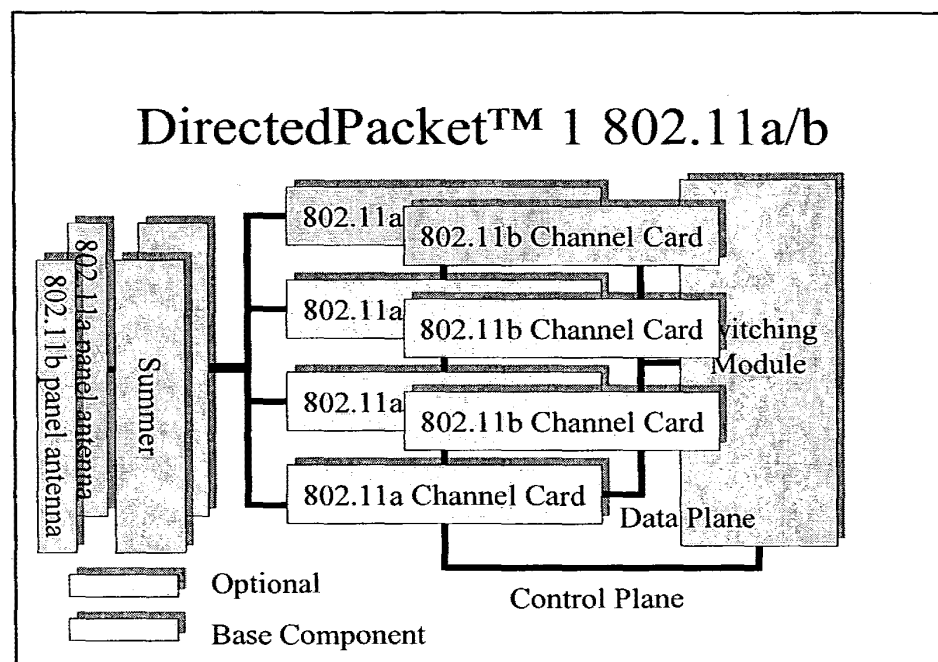 DirectedPacket™ 1 802.11a/b
802.11b panel antenna
802.11a panel antenna
Summer
802.11a
802.11b Channel Card
802.11a
802.11b Channel Card
802.11a
802.11b Channel Card
802.11a Channel Card
vitching
Module
Data Plane
Control Plane
Optional
Base Component